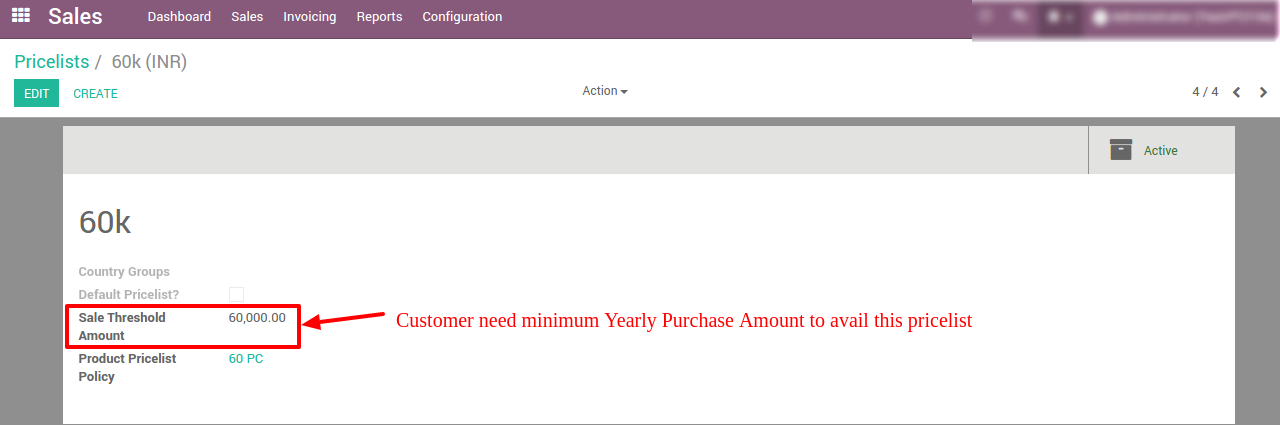 Sales Dashboard Sales Invoicing Reports Configuration
Pricelists / 60k (INR)
EDIT CREATE Action 4 / 4
Active
60k
Country Groups
Default Pricelist?
Sale Threshold 60,000.00
Amount
Customer need minimum Yearly Purchase Amount to avail this pricelist
Product Pricelist 60 PC
Policy